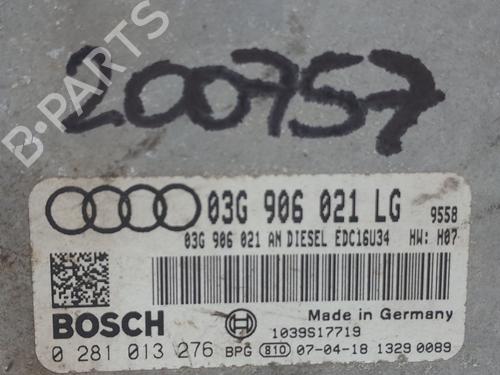 200757
B-PARTS
03G 906 021 LG 9558
03G 906 021 AN DIESEL EDC16U34 HW: H07
BOSCH
Made in Germany
1039S17719
0 281 013 276 BPG 810 07-04-18 1329 0089